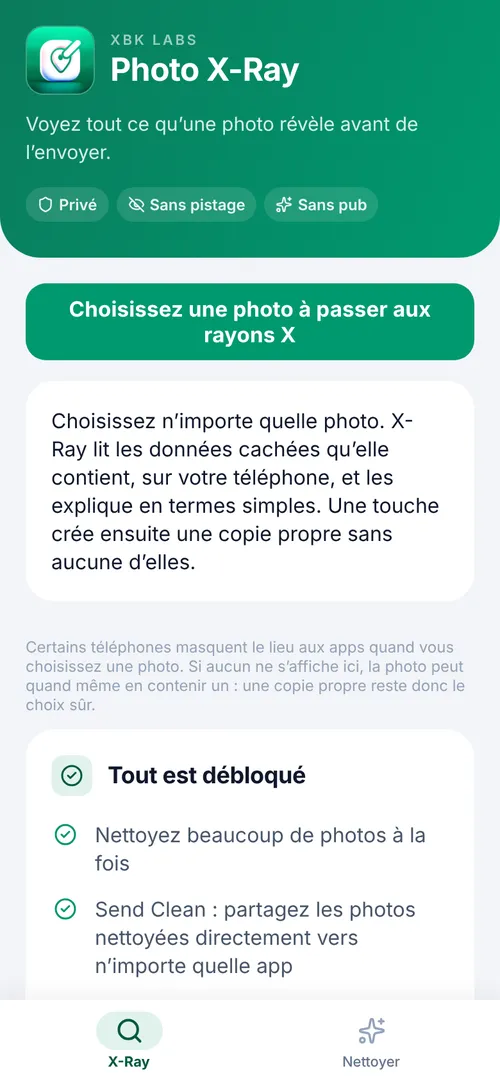 XBK LABS
Photo X-Ray
Voyez tout ce qu’une photo révèle avant de
l’envoyer.
Privé
Sans pistage
Sans pub
Choisissez une photo à passer aux
rayons X
Choisissez n’importe quelle photo. X-
Ray lit les données cachées qu’elle
contient, sur votre téléphone, et les
explique en termes simples. Une touche
crée ensuite une copie propre sans
aucune d’elles.
Certains téléphones masquent le lieu aux apps quand vous
choisissez une photo. Si aucun ne s’affiche ici, la photo peut
quand même en contenir un : une copie propre reste donc le
choix sûr.
Tout est débloqué
Nettoyez beaucoup de photos à la
fois
Send Clean : partagez les photos
nettoyées directement vers
n’importe quelle app
X-Ray
Nettoyer